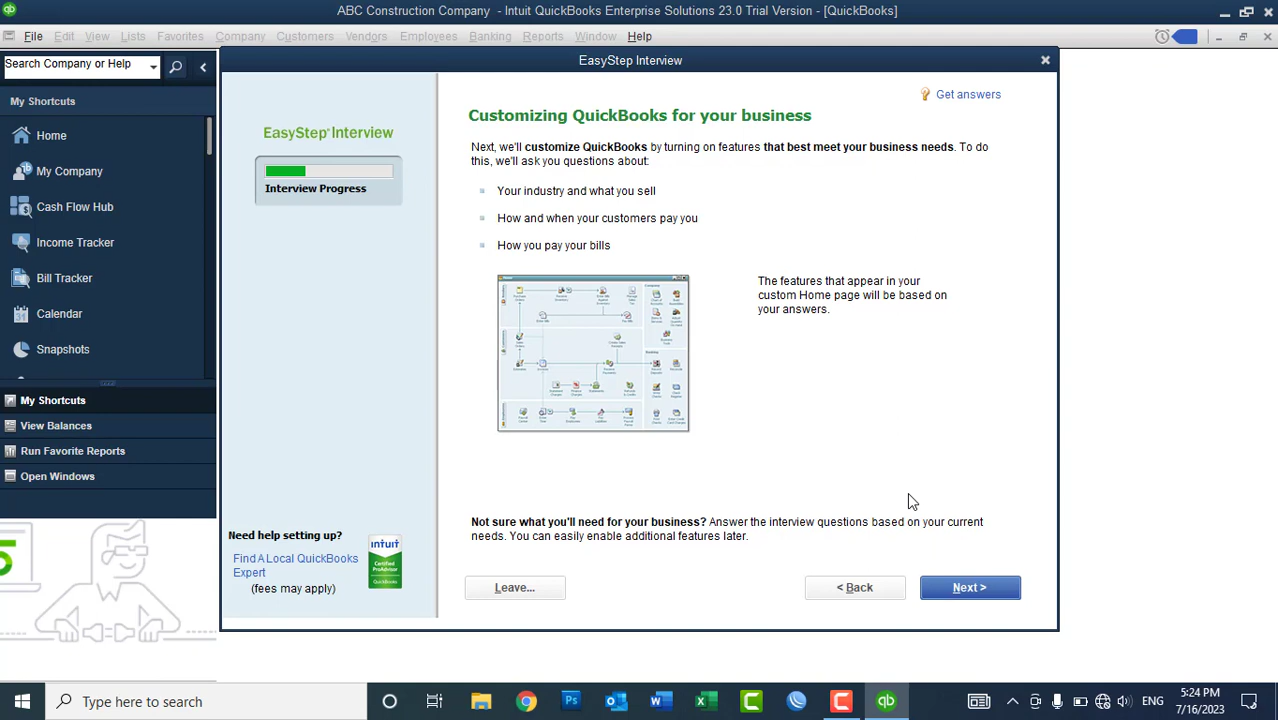 ABC Construction Company - Intuit QuickBooks Enterprise Solutions 23.0 Trial Version - [QuickBooks]
File Edit View Lists Favorites Company Customers Vendors Employees Banking Reports Window Help
Search Company or Help
My Shortcuts
Home
My Company
Cash Flow Hub
Income Tracker
Bill Tracker
Calendar
Snapshots
My Shortcuts
View Balances
Run Favorite Reports
Open Windows
EasyStep Interview
EasyStep Interview
Interview Progress
Need help setting up?
Find A Local QuickBooks
Expert
(fees may apply)
intuit
Certified
ProAdvisor
QuickBooks
Get answers
Customizing QuickBooks for your business
Next, we'll customize QuickBooks by turning on features that best meet your business needs. To do
this, we'll ask you questions about:
Your industry and what you sell
How and when your customers pay you
How you pay your bills
The features that appear in your
custom Home page will be based on
your answers.
Not sure what you'll need for your business? Answer the interview questions based on your current
needs. You can easily enable additional features later.
Leave...
< Back
Next >
Type here to search
ENG
5:24 PM
7/16/2023